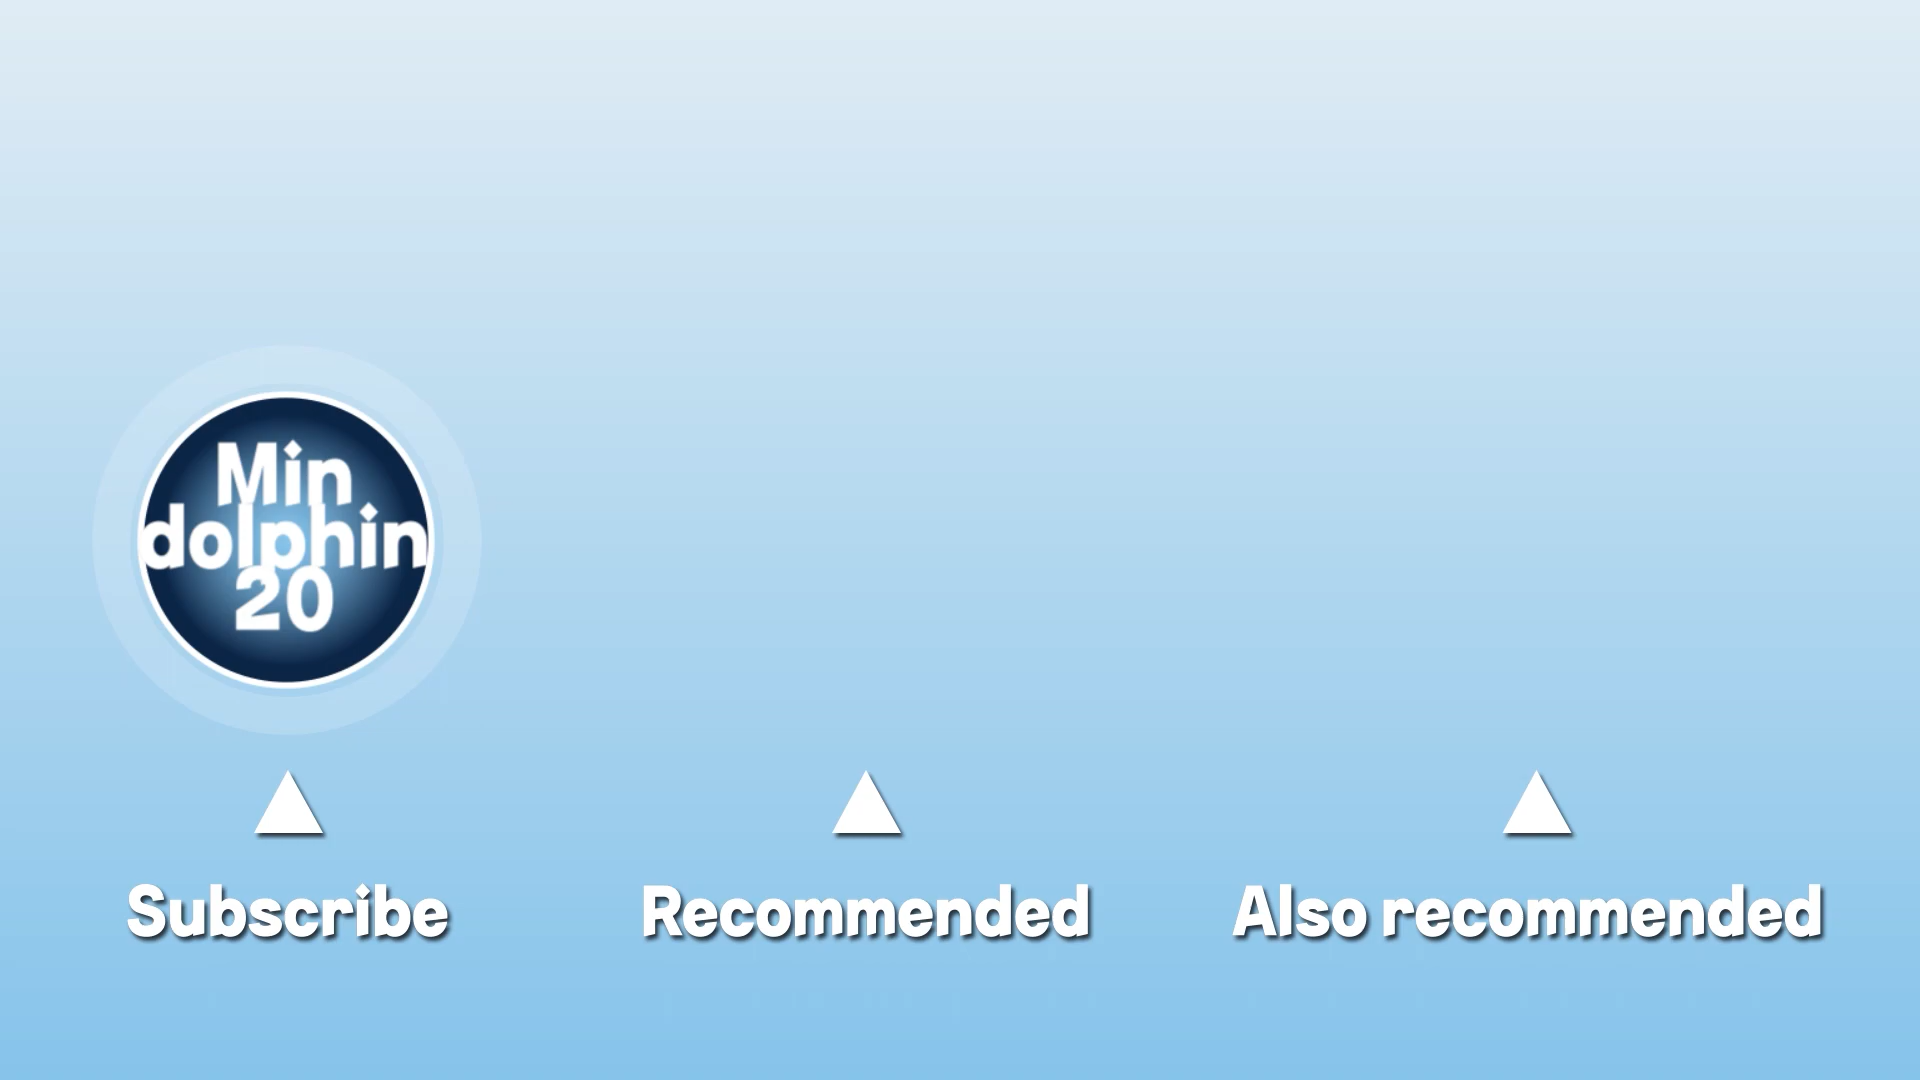 Min
dolphin
20
Subscribe
Recommended
Also recommended